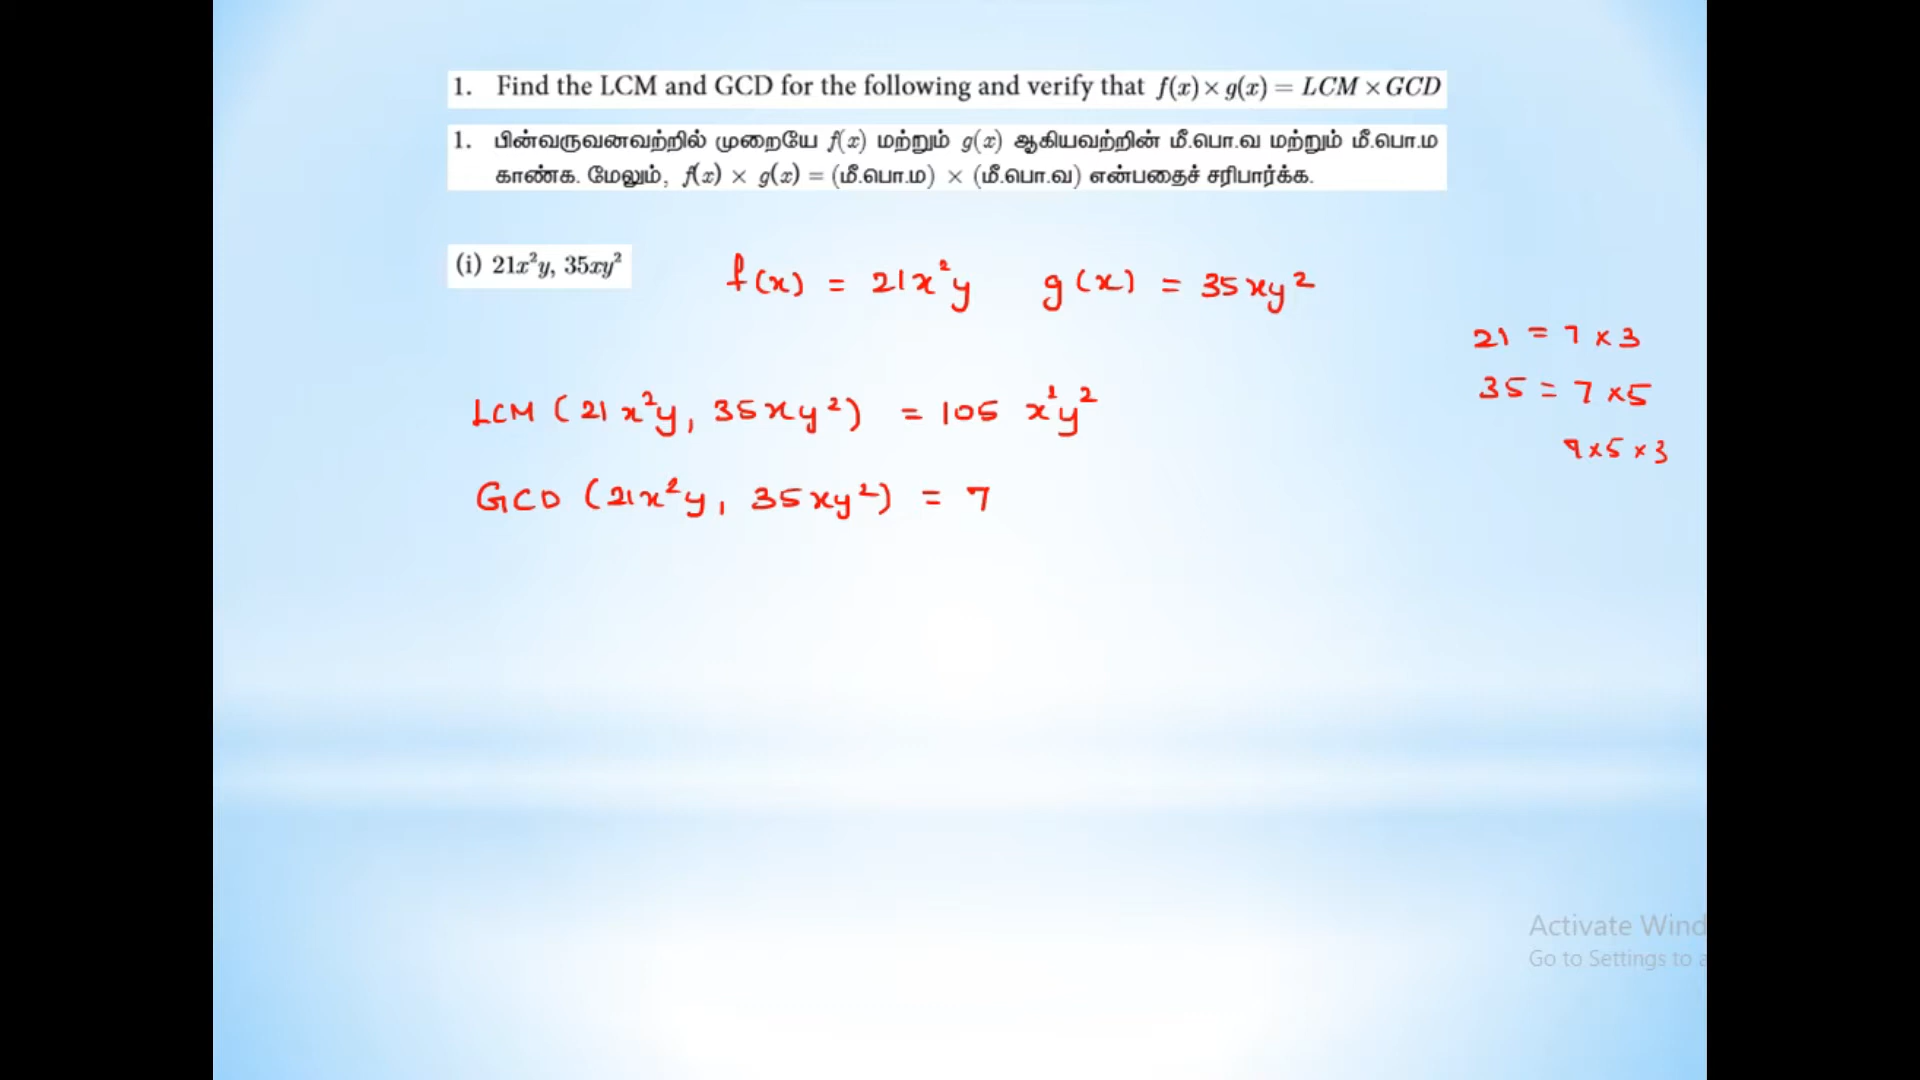 1. Find the LCM and GCD for the following and verify that f(x) × g(x) = LCM × GCD
1. பின்வருவனவற்றில் முறையே f(x) மற்றும் g(x) ஆகியவற்றின் மீ.பொ.வ மற்றும் மீ.பொ.ம
காண்க. மேலும், f(x) × g(x) = (மீ.பொ.ம) × (மீ.பொ.வ) என்பதைச் சரிபார்க்க.
(i) 21x²y, 35xy²
f(x) = 21x²y g(x) = 35xy²
21 = 7 × 3
35 = 7 × 5
7 × 5 × 3
LCM (21x²y, 35xy²) = 105 x²y²
GCD (21x²y, 35xy²) = 7
Activate Wind
Go to Settings to a